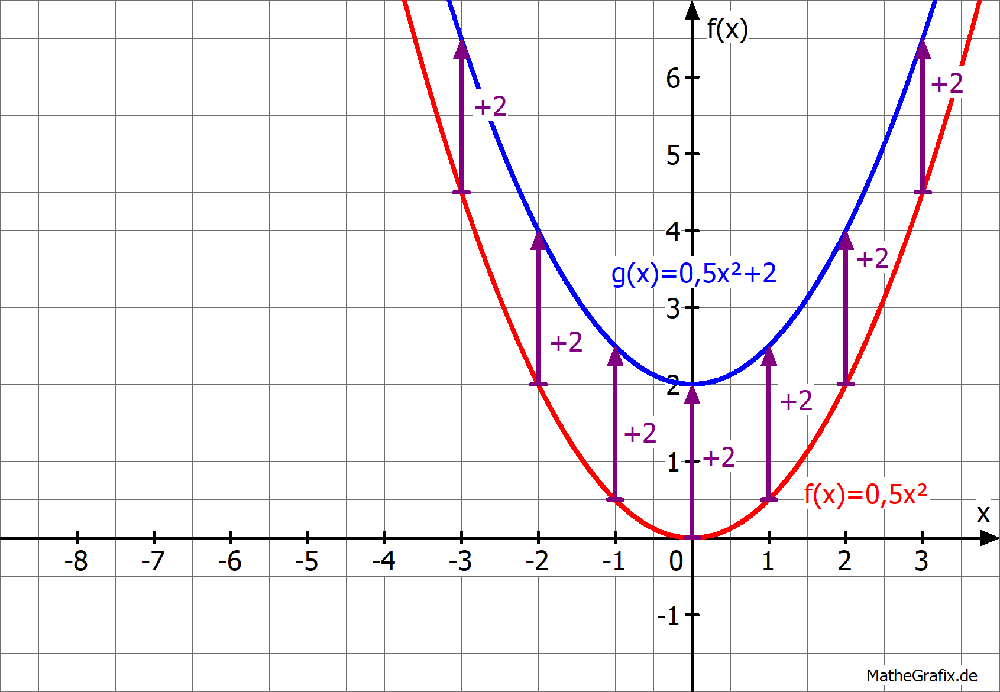 f(x)
6
+2
+2
5
4
+2
g(x)=0,5x²+2
3
+2
2
+2
+2
1
+2
f(x)=0,5x²
x
-8 -7 -6 -5 -4 -3 -2 -1 0 1 2 3
-1
MatheGrafix.de